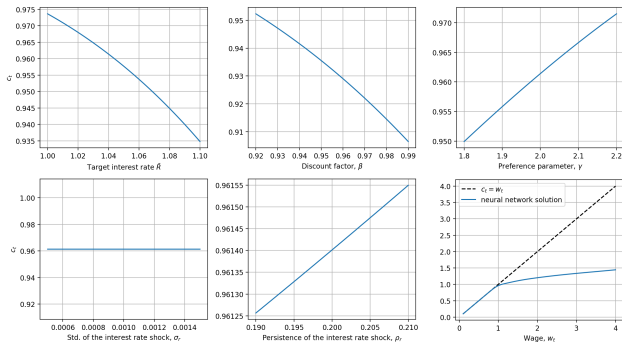 0.975
0.970
0.965
0.960
0.955
0.950
0.945
0.940
0.935
c_t
1.00 1.02 1.04 1.06 1.08 1.10
Target interest rate R̄
0.95
0.94
0.93
0.92
0.91
0.92 0.93 0.94 0.95 0.96 0.97 0.98 0.99
Discount factor, β
0.970
0.965
0.960
0.955
0.950
1.8 1.9 2.0 2.1 2.2
Preference parameter, γ
1.00
0.98
0.96
0.94
0.92
c_t
0.0006 0.0008 0.0010 0.0012 0.0014
Std. of the interest rate shock, σ_r
0.96155
0.96150
0.96145
0.96140
0.96135
0.96130
0.96125
0.190 0.195 0.200 0.205 0.210
Persistence of the interest rate shock, ρ_r
4.0
3.5
3.0
2.5
2.0
1.5
1.0
0.5
0.0
c_t = w_t
neural network solution
0 1 2 3 4
Wage, w_t